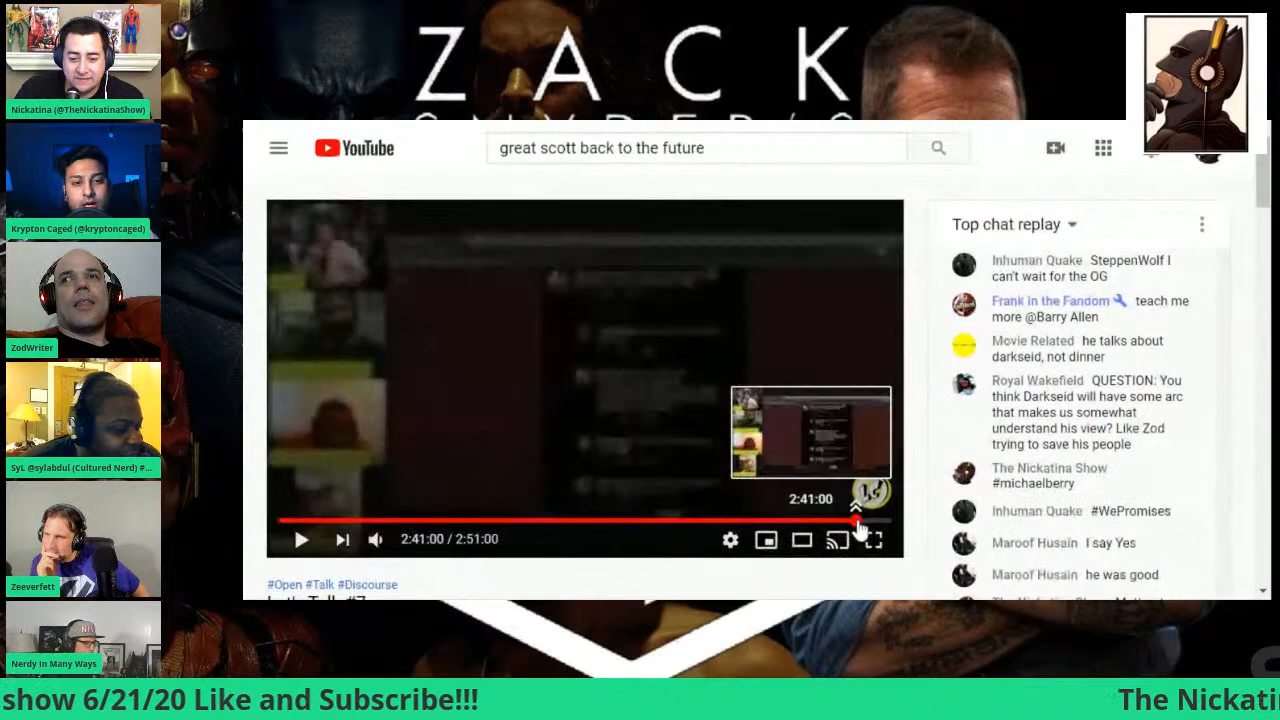 Nickatina (@TheNickatinaShow)
Krypton Caged (@kryptoncaged)
ZodWriter
SyL @sylabdul (Cultured Nerd) #...
Zeeverfett
Nerdy In Many Ways
ZACK
YouTube
great scott back to the future
2:41:00
2:41:00 / 2:51:00
#Open #Talk #Discourse
Top chat replay
Inhuman Quake SteppenWolf I
can't wait for the OG
Frank in the Fandom teach me
more @Barry Allen
Movie Related he talks about
darkseid, not dinner
Royal Wakefield QUESTION: You
think Darkseid will have some arc
that makes us somewhat
understand his view? Like Zod
trying to save his people
The Nickatina Show
#michaelberry
Inhuman Quake #WePromises
Maroof Husain I say Yes
Maroof Husain he was good
show 6/21/20 Like and Subscribe!!!
The Nickati